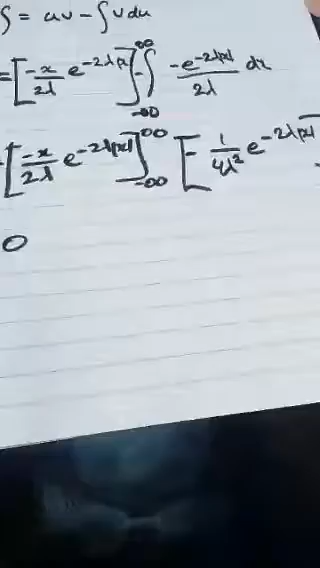 ∫ = uv - ∫ v du
= [-x/2λ e^-2λ|x|]∞ -∞ - ∫∞ -∞ -e^-2λ|x|/2λ dx
[-x/2λ e^-2λ|x|]∞ -∞ [- 1/4λ² e^-2λ|x|
0